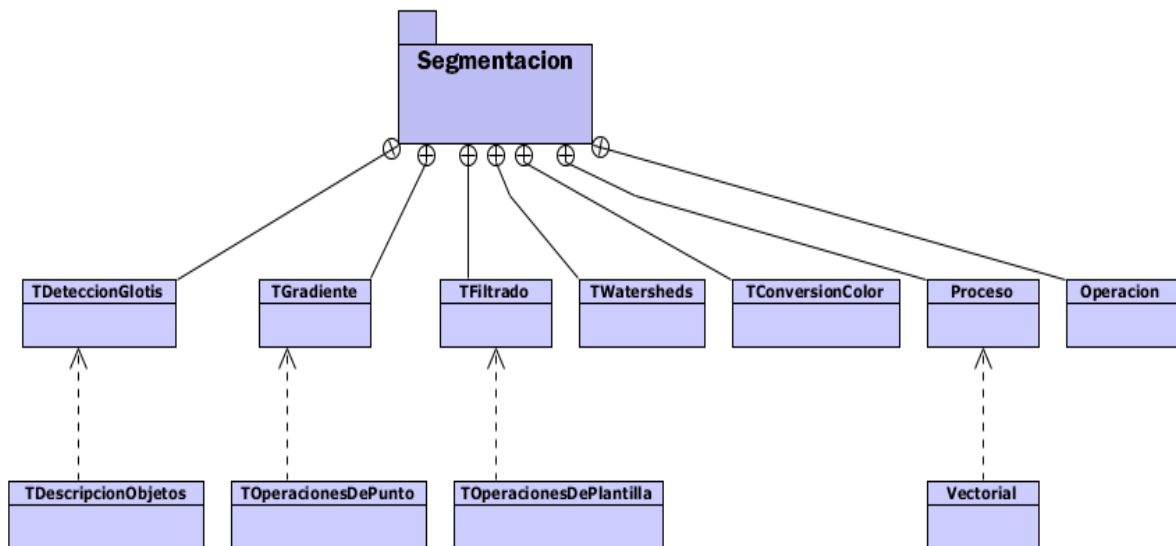 Segmentacion
TDeteccionGlotis
TGradiente
TFiltrado
TWatersheds
TConversionColor
Proceso
Operacion
TDescripcionObjetos
TOperacionesDePunto
TOperacionesDePlantilla
Vectorial